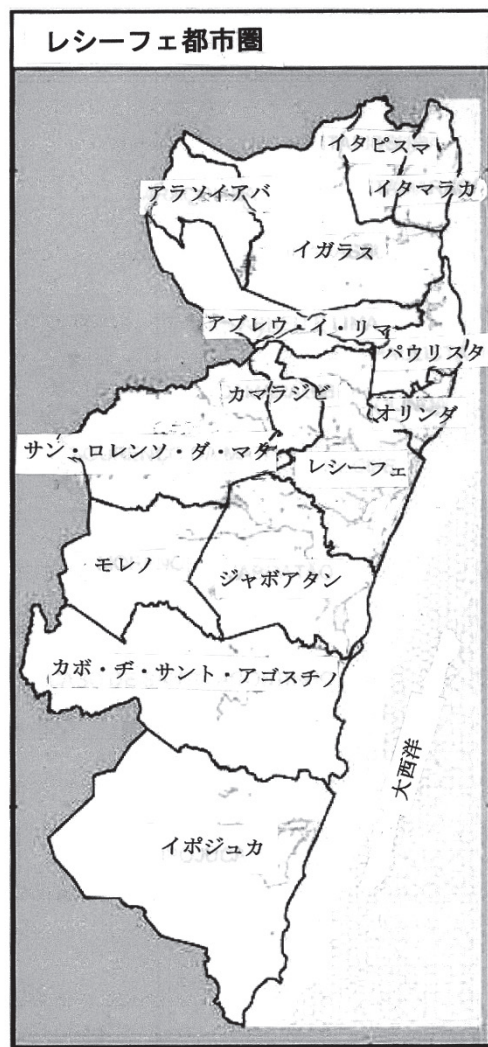 レシーフェ都市圏
イタピスマ
アラソイアバ
イタマラカ
イガラス
アブレウ・イ・リマ
パウリスタ
カマラジビ
オリンダ
サン・ロレンソ・ダ・マタ
レシーフェ
モレノ
ジャボアタン
カボ・ヂ・サント・アゴスチノ
大西洋
イポジュカ